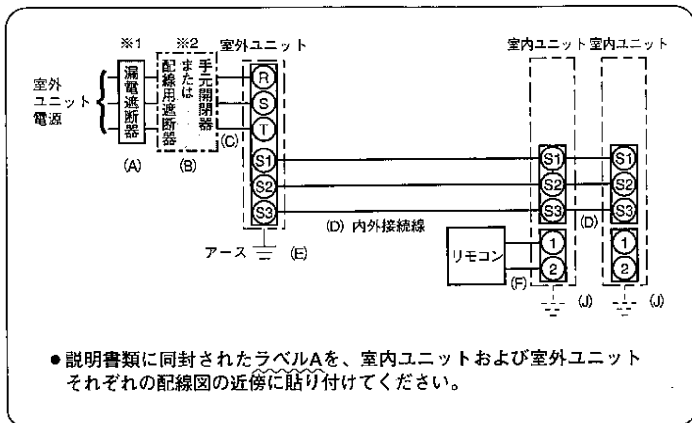 ※1
※2
室外ユニット
室内ユニット
室内ユニット
室外
ユニット
電源
漏電遮断器
配線用遮断器
または
手元開閉器
(A)
(B)
(C)
R
S
T
S1
S2
S3
S1
S2
S3
S1
S2
S3
(D) 内外接続線
(D)
アース
(E)
リモコン
(F)
1
2
1
2
(J)
(J)
●説明書類に同封されたラベルAを、室内ユニットおよび室外ユニット
それぞれの配線図の近傍に貼り付けてください。